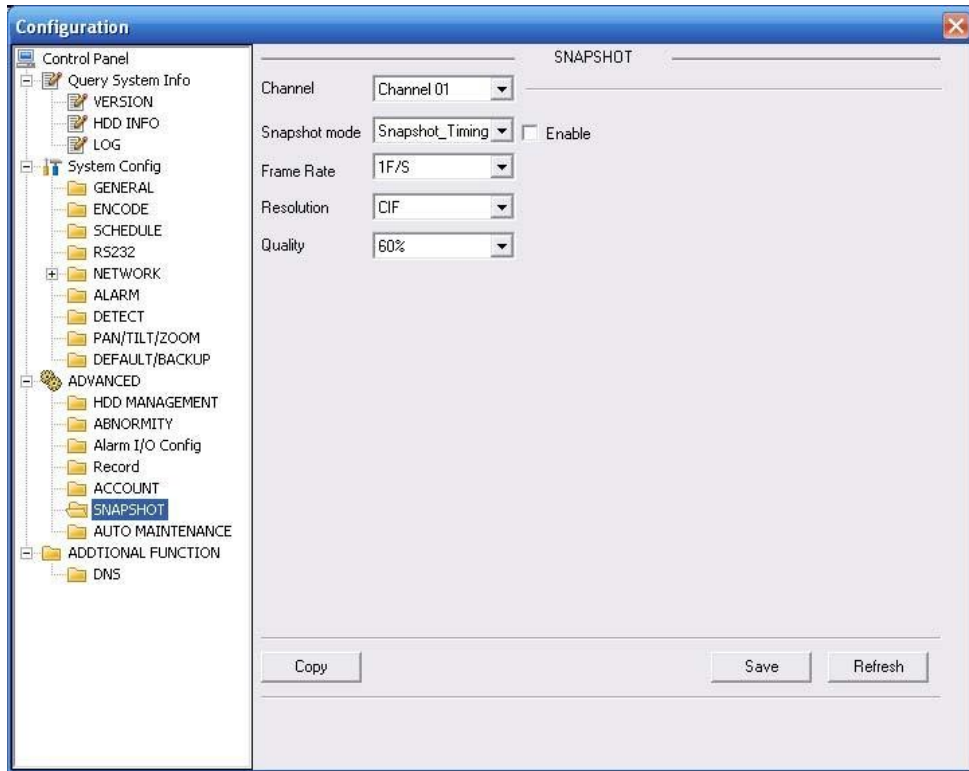 Configuration
Control Panel
Query System Info
VERSION
HDD INFO
LOG
System Config
GENERAL
ENCODE
SCHEDULE
RS232
NETWORK
ALARM
DETECT
PAN/TILT/ZOOM
DEFAULT/BACKUP
ADVANCED
HDD MANAGEMENT
ABNORMITY
Alarm I/O Config
Record
ACCOUNT
SNAPSHOT
AUTO MAINTENANCE
ADDTIONAL FUNCTION
DNS
SNAPSHOT
Channel Channel 01
Snapshot mode Snapshot_Timing Enable
Frame Rate 1F/S
Resolution CIF
Quality 60%
Copy Save Refresh